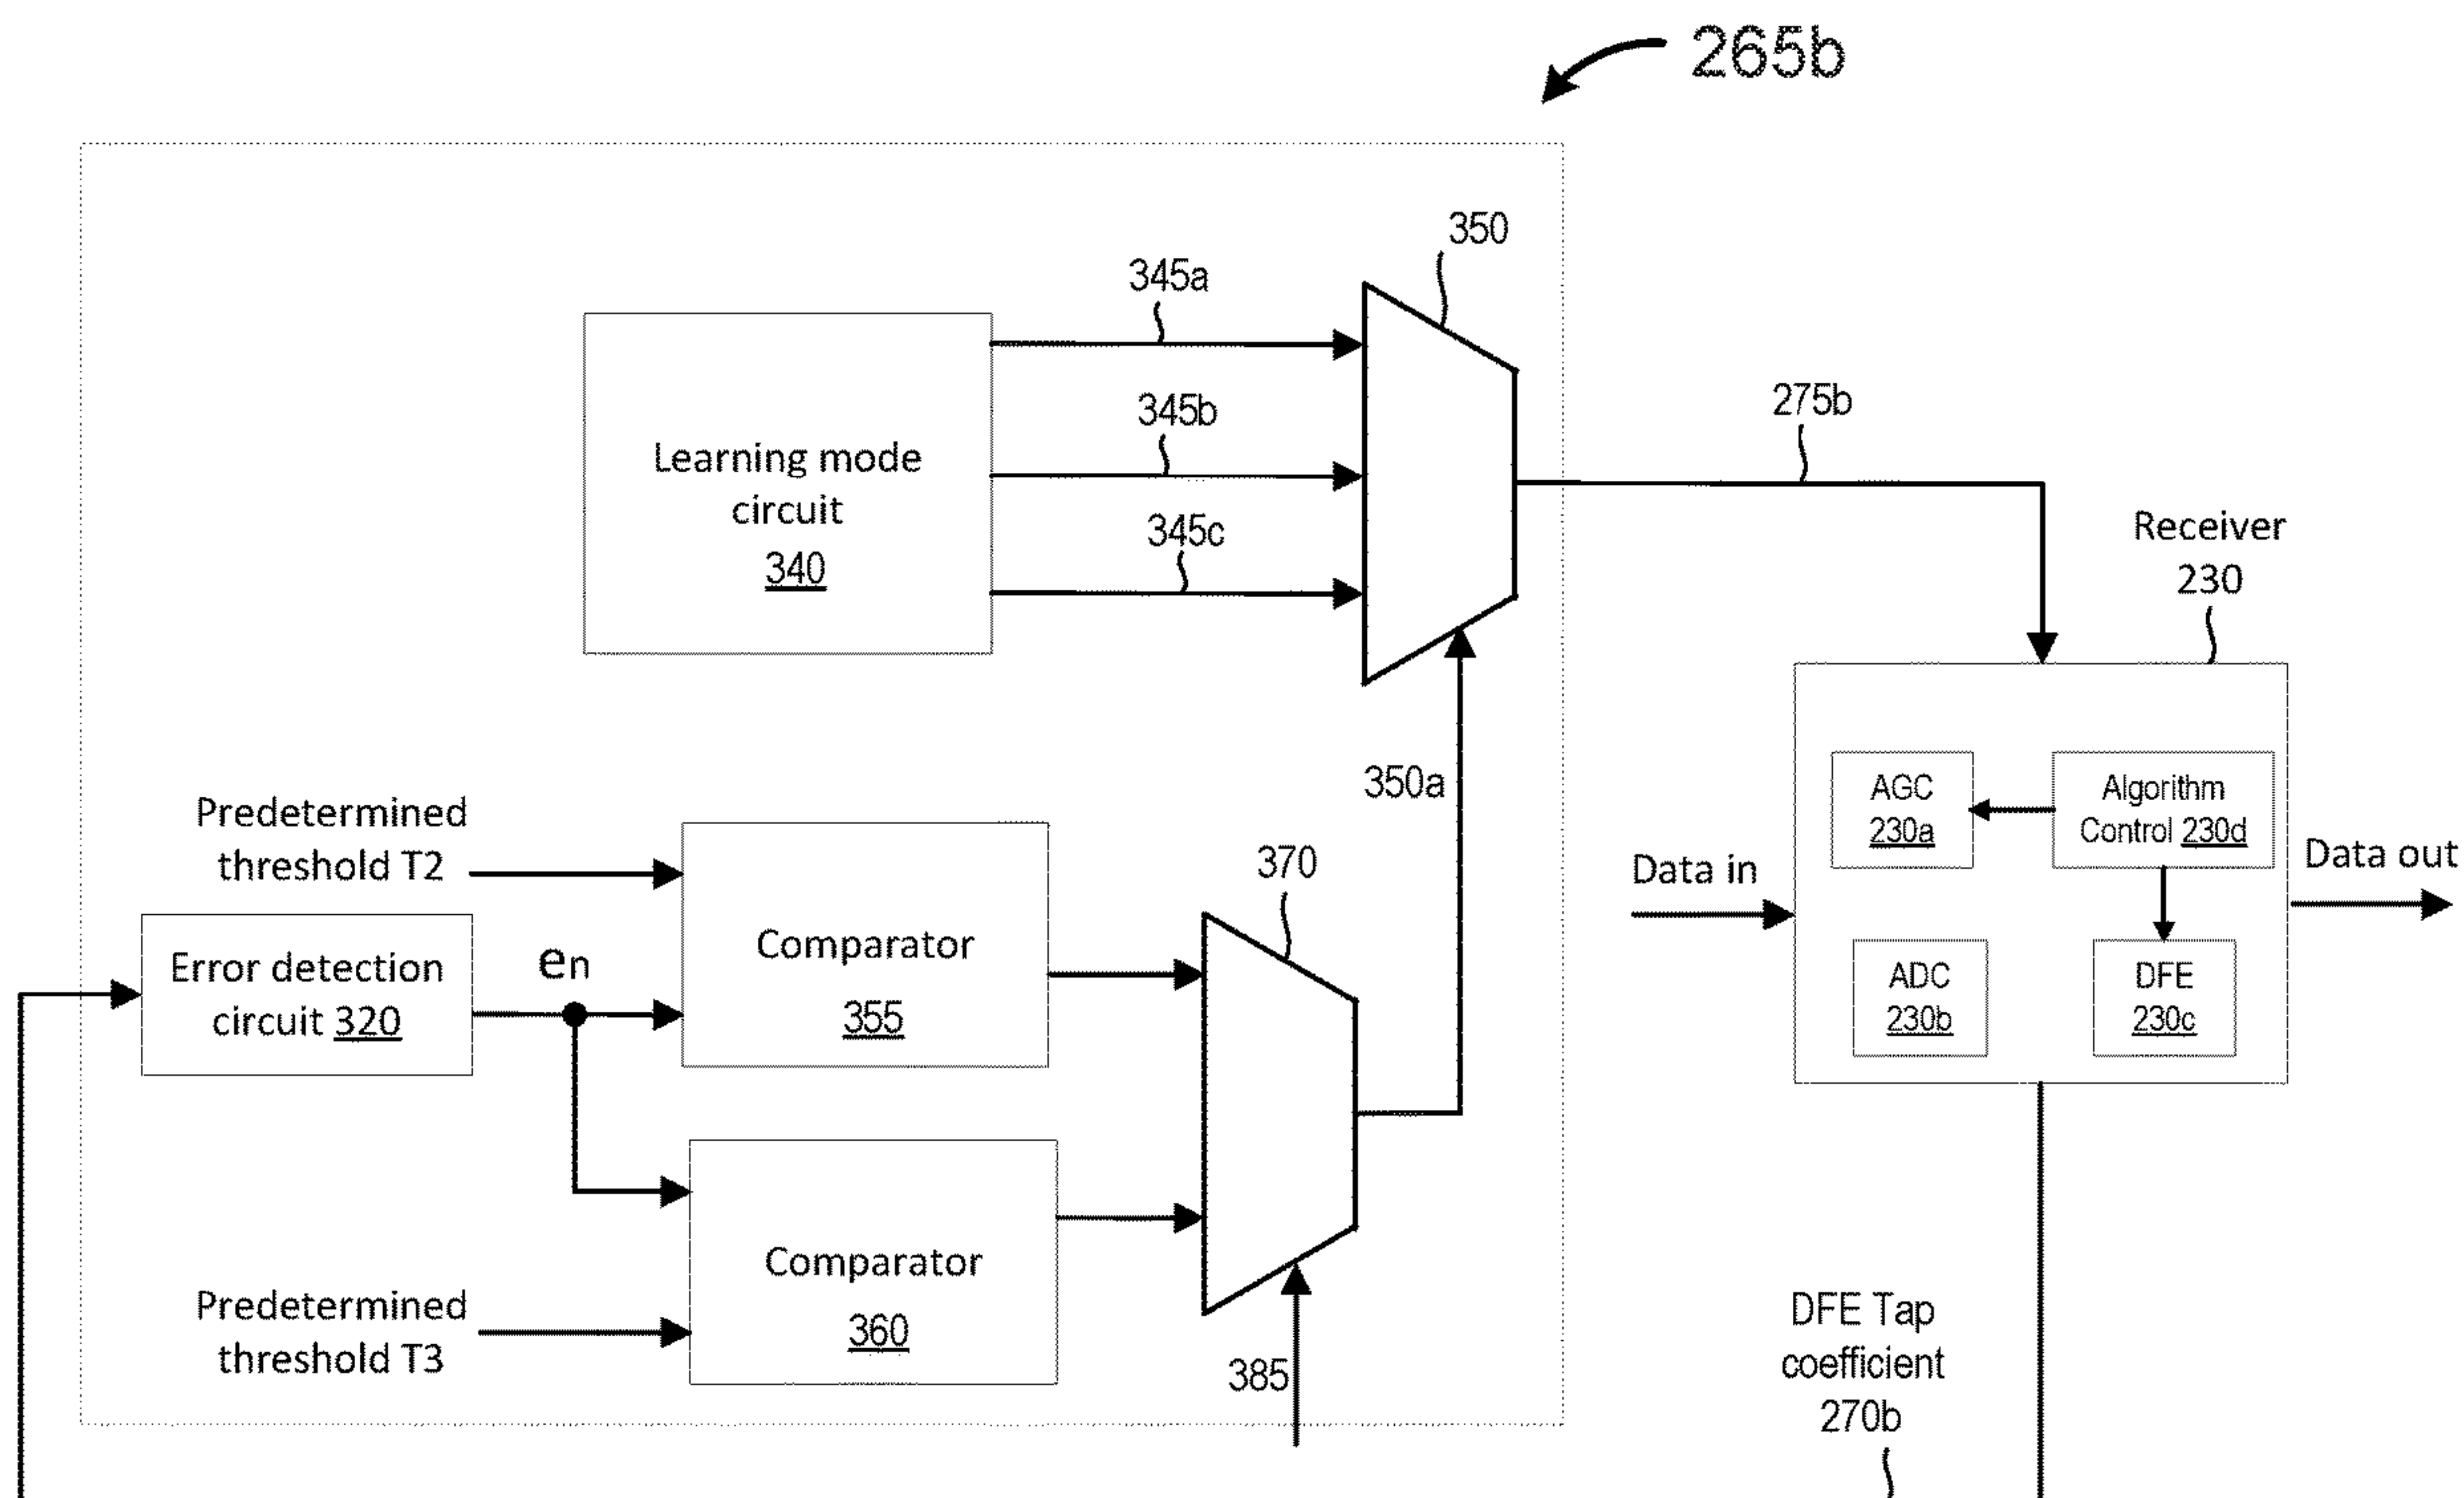 265b
350
345a
345b
345c
Learning mode
circuit
340
275b
Receiver
230
350a
AGC
230a
Algorithm
Control 230d
Data in
Data out
ADC
230b
DFE
230c
Predetermined
threshold T2
370
Comparator
355
Error detection
circuit 320
en
Comparator
360
Predetermined
threshold T3
385
DFE Tap
coefficient
270b